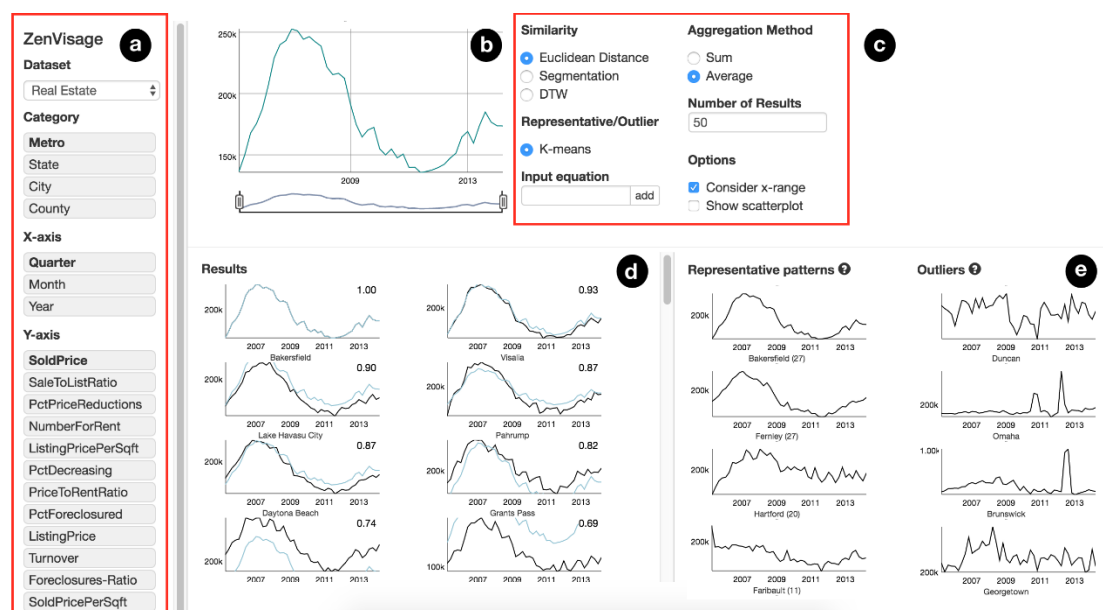 ZenVisage
a
Dataset
Real Estate
Category
Metro
State
City
County
X-axis
Quarter
Month
Year
Y-axis
SoldPrice
SaleToListRatio
PctPriceReductions
NumberForRent
ListingPricePerSqft
PctDecreasing
PriceToRentRatio
PctForeclosured
ListingPrice
Turnover
Foreclosures-Ratio
SoldPricePerSqft
b
250k
200k
150k
2009 2013
c
Similarity
Euclidean Distance
Segmentation
DTW
Representative/Outlier
K-means
Input equation
add
Aggregation Method
Sum
Average
Number of Results
50
Options
Consider x-range
Show scatterplot
Results
d
200k
1.00
2007 2009 2011 2013
Bakersfield
200k
0.93
2007 2009 2011 2013
Visalia
200k
0.90
2007 2009 2011 2013
Lake Havasu City
200k
0.87
2007 2009 2011 2013
Pahrump
200k
0.87
2007 2009 2011 2013
Daytona Beach
200k
0.82
2007 2009 2011 2013
Grants Pass
200k
0.74
2007 2009 2011 2013
100k
0.69
2007 2009 2011 2013
Representative patterns ?
200k
2007 2009 2011 2013
Bakersfield (27)
200k
2007 2009 2011 2013
Fernley (27)
200k
2007 2009 2011 2013
Hartford (20)
200k
2007 2009 2011 2013
Faribault (11)
Outliers ?
e
200k
2007 2009 2011 2013
Duncan
200k
2007 2009 2011 2013
Omaha
1.00k
2007 2009 2011 2013
Brunswick
200k
2007 2009 2011 2013
Georgetown